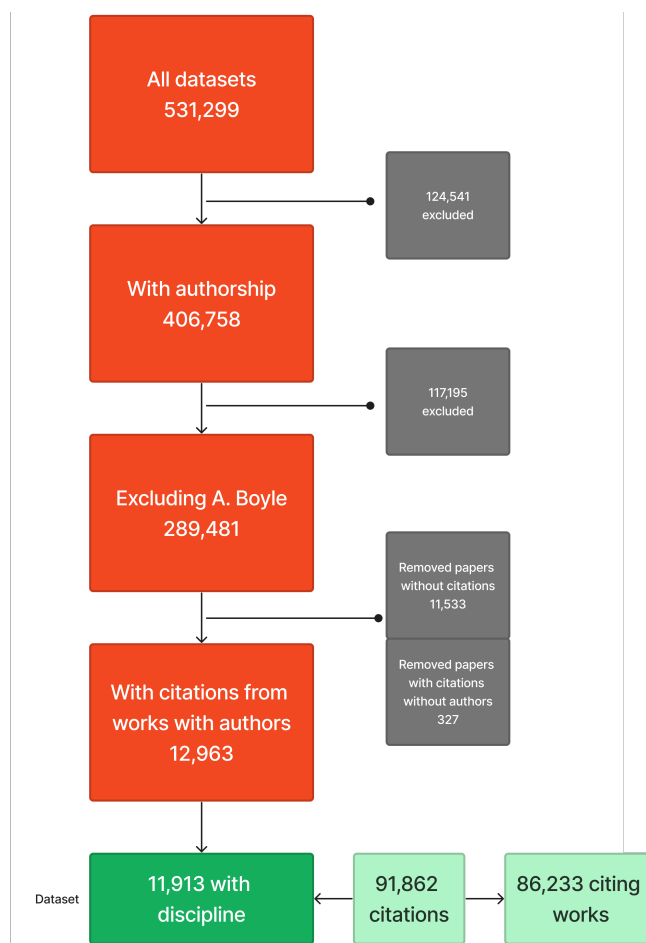 All datasets
531,299
124,541
excluded
With authorship
406,758
117,195
excluded
Excluding A. Boyle
289,481
Removed papers
without citations
11,533
Removed papers
with citations
without authors
327
With citations from
works with authors
12,963
Dataset
11,913 with
discipline
91,862
citations
86,233 citing
works